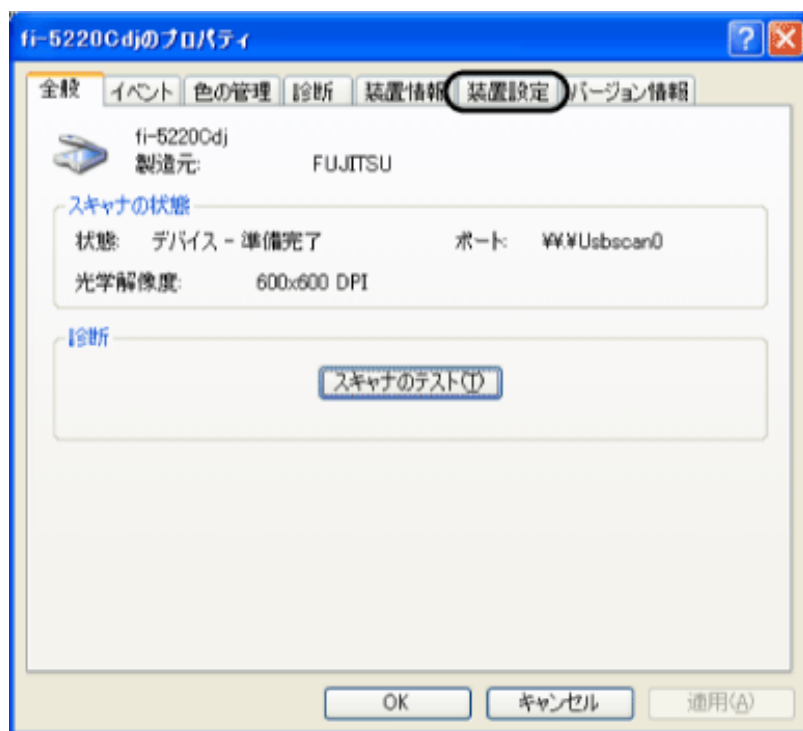 fi-5220Cdjのプロパティ
全般 イベント 色の管理 診断 装置情報 装置設定 バージョン情報
fi-5220Cdj
製造元: FUJITSU
スキャナの状態
状態: デバイス - 準備完了 ポート: ¥¥.¥Usbscan0
光学解像度: 600x600 DPI
診断
スキャナのテスト(T)
OK キャンセル 適用(A)